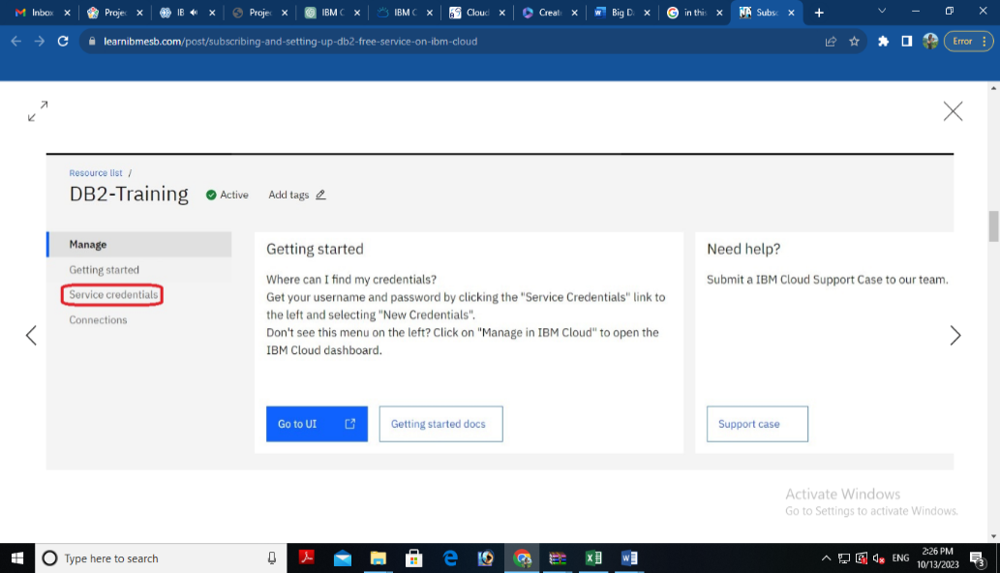 Inbox
Projec
IB
Projec
IBM C
IBM C
Cloud
Create
Big Da
in this
Subsc
learnibmesb.com/post/subscribing-and-setting-up-db2-free-service-on-ibm-cloud
Error
Resource list /
DB2-Training
Active
Add tags
Manage
Getting started
Service credentials
Connections
Getting started
Where can I find my credentials?
Get your username and password by clicking the "Service Credentials" link to
the left and selecting "New Credentials".
Don't see this menu on the left? Click on "Manage in IBM Cloud" to open the
IBM Cloud dashboard.
Go to UI
Getting started docs
Need help?
Submit a IBM Cloud Support Case to our team.
Support case
Activate Windows
Go to Settings to activate Windows.
Type here to search
ENG
2:26 PM
10/13/2023
3